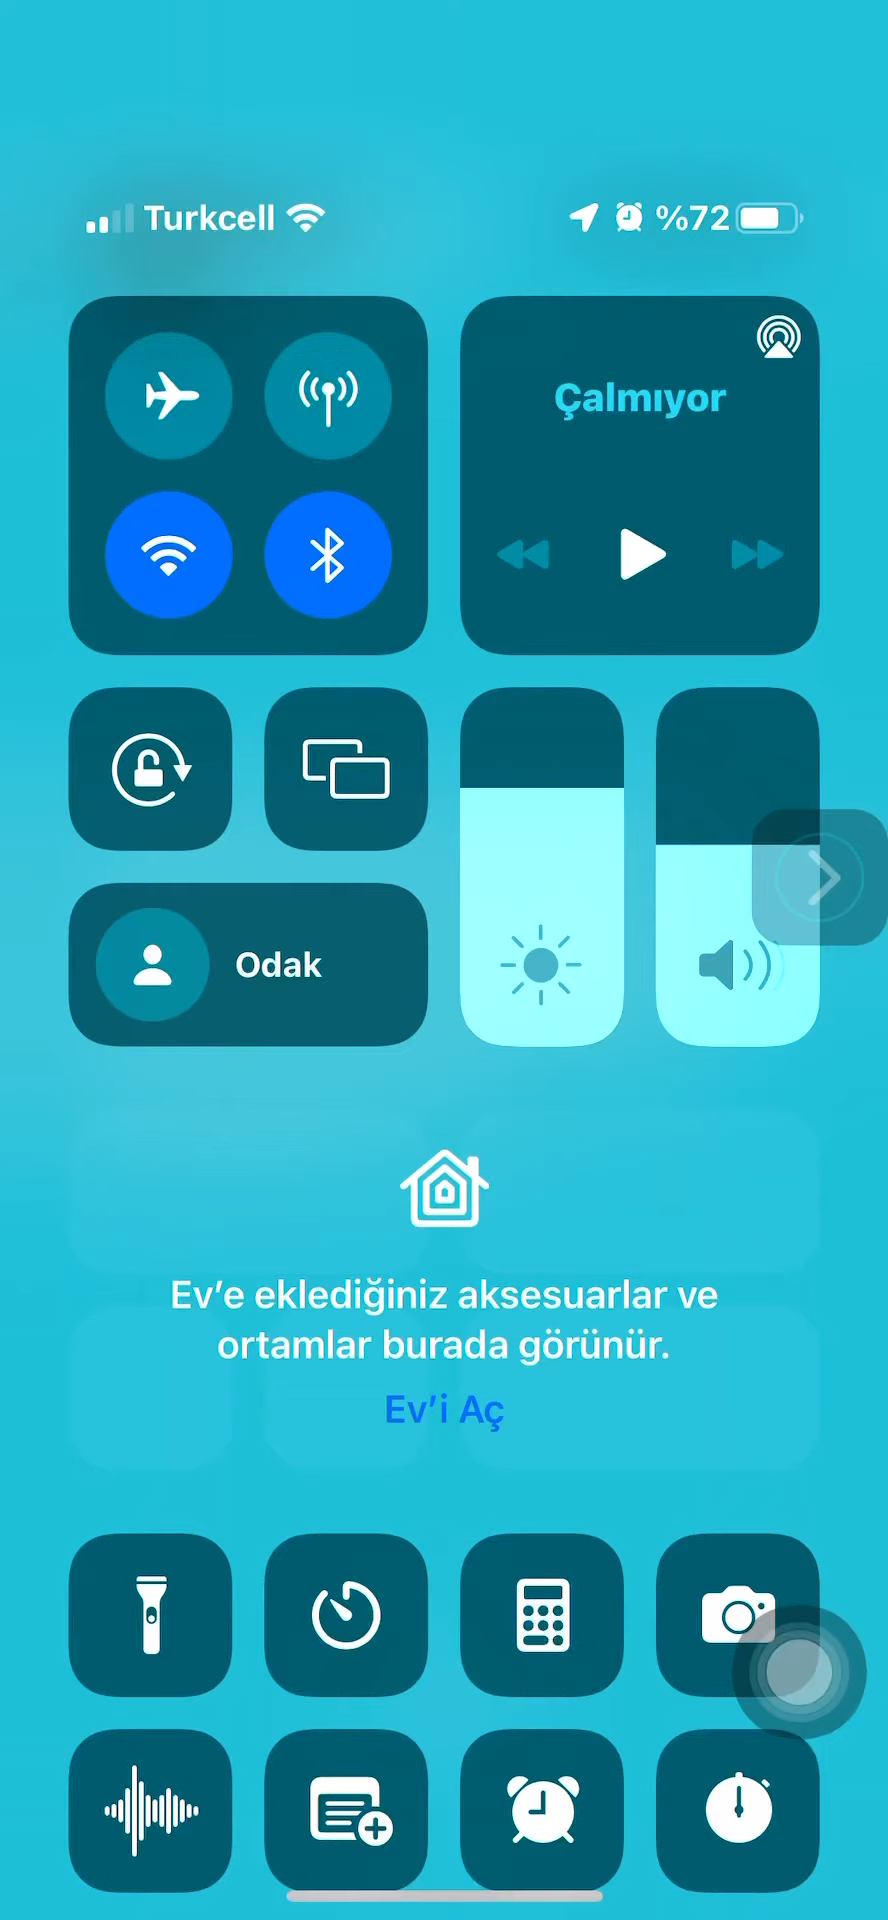 Turkcell %72
Çalmıyor
Odak
Ev’e eklediğiniz aksesuarlar ve
ortamlar burada görünür.
Ev’i Aç